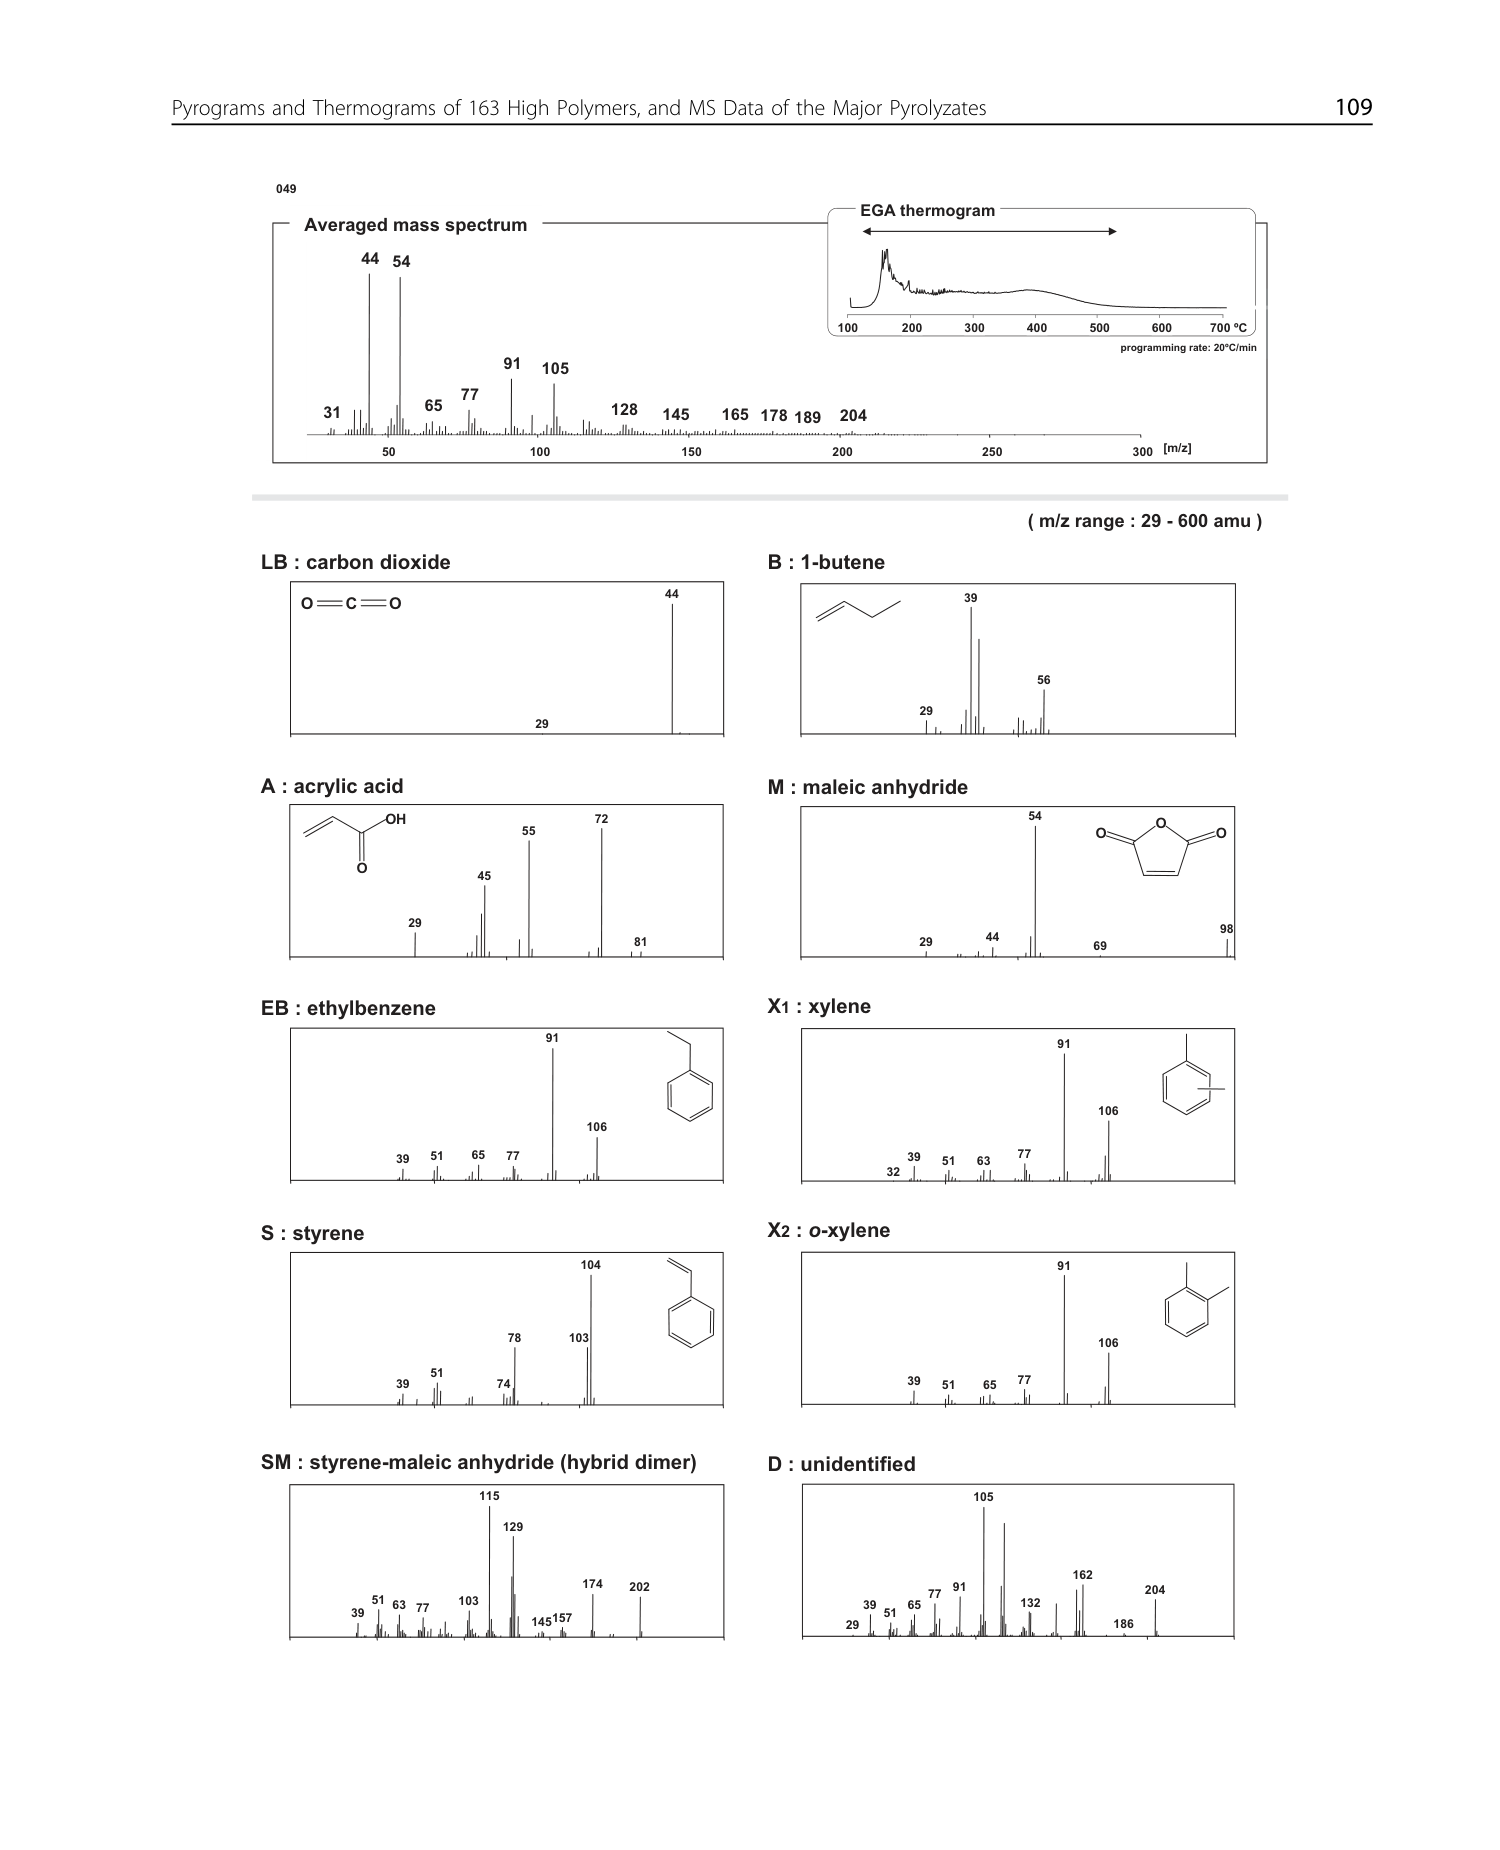 Pyrograms and Thermograms of 163 High Polymers, and MS Data of the Major Pyrolyzates 109
049
Averaged mass spectrum
EGA thermogram
44 54
31 65 77 91 105 128 145 165 178 189 204
100 200 300 400 500 600 700 ºC
programming rate: 20ºC/min
50 100 150 200 250 300 [m/z]
( m/z range : 29 - 600 amu )
LB : carbon dioxide
O C O
44
29
B : 1-butene
39
56
29
A : acrylic acid
OH
O
72
55
45
29
81
M : maleic anhydride
54
O O O
98
29 44 69
EB : ethylbenzene
91
106
39 51 65 77
X1 : xylene
91
106
32 39 51 63 77
S : styrene
104
78 103
39 51 74
X2 : o-xylene
91
106
39 51 65 77
SM : styrene-maleic anhydride (hybrid dimer)
115
129
39 51 63 77 103 145 157 174 202
D : unidentified
105
29 39 51 65 77 91 132 162 186 204